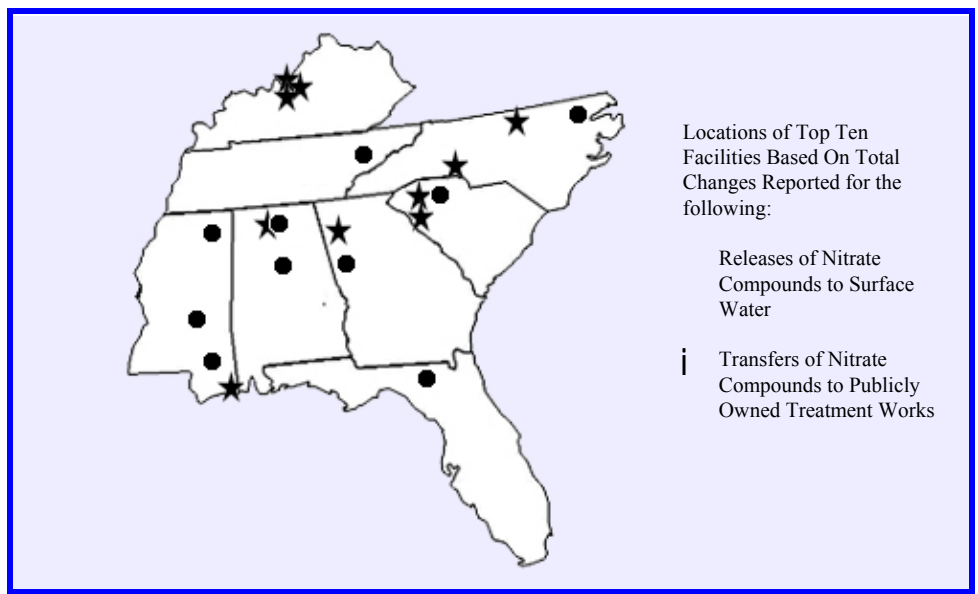 Locations of Top Ten
Facilities Based On Total
Changes Reported for the
following:
Releases of Nitrate
Compounds to Surface
Water
i Transfers of Nitrate
Compounds to Publicly
Owned Treatment Works